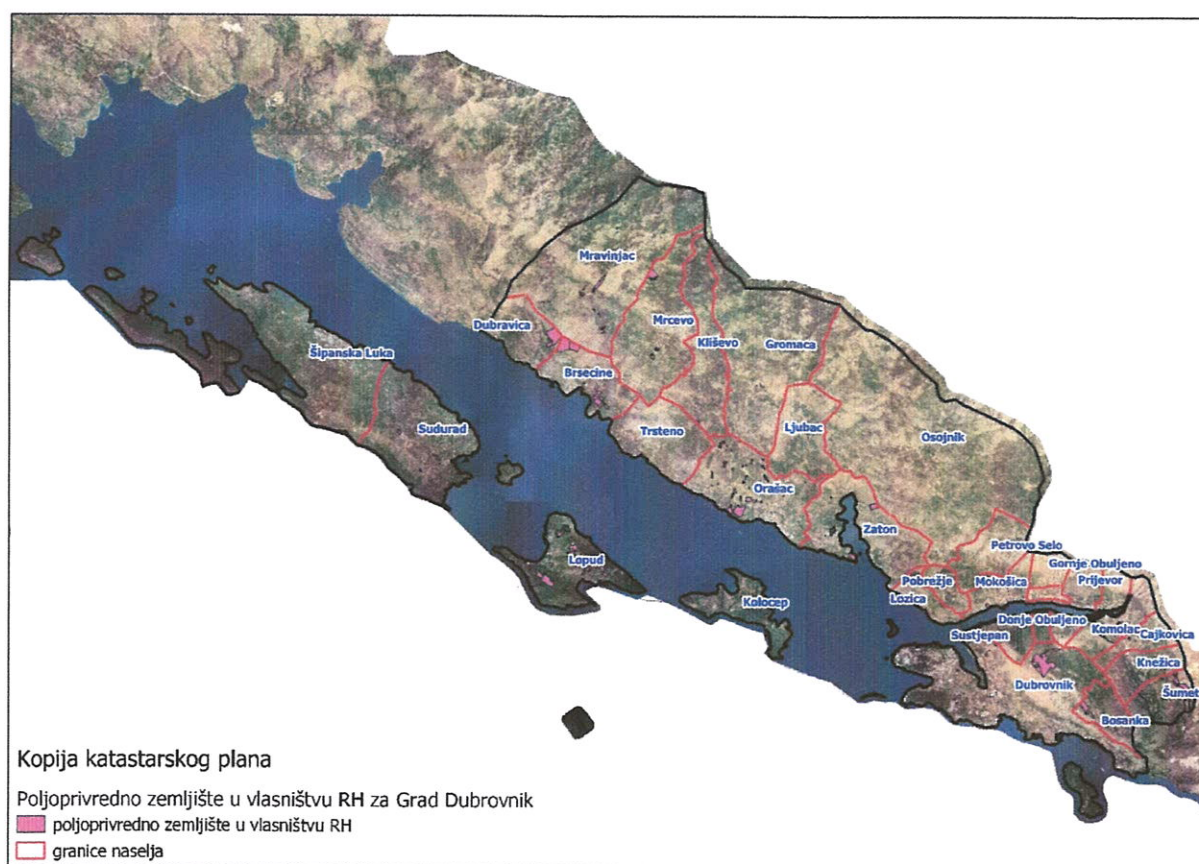 Mravinjac
Dubravica
Mrcevo
Kliševo
Gromaca
Šipanska Luka
Brsecine
Sudurad
Trsteno
Ljubac
Osojnik
Orašac
Zaton
Petrovo Selo
Lopud
Gornje Obuljeno
Pobrežje
Mokošica
Prijevor
Kolocep
Lozica
Donje Obuljeno
Sustjepan
Komolac
Cajkovica
Knežica
Dubrovnik
Šumet
Bosanka
Kopija katastarskog plana
Poljoprivredno zemljište u vlasništvu RH za Grad Dubrovnik
poljoprivredno zemljište u vlasništvu RH
granice naselja